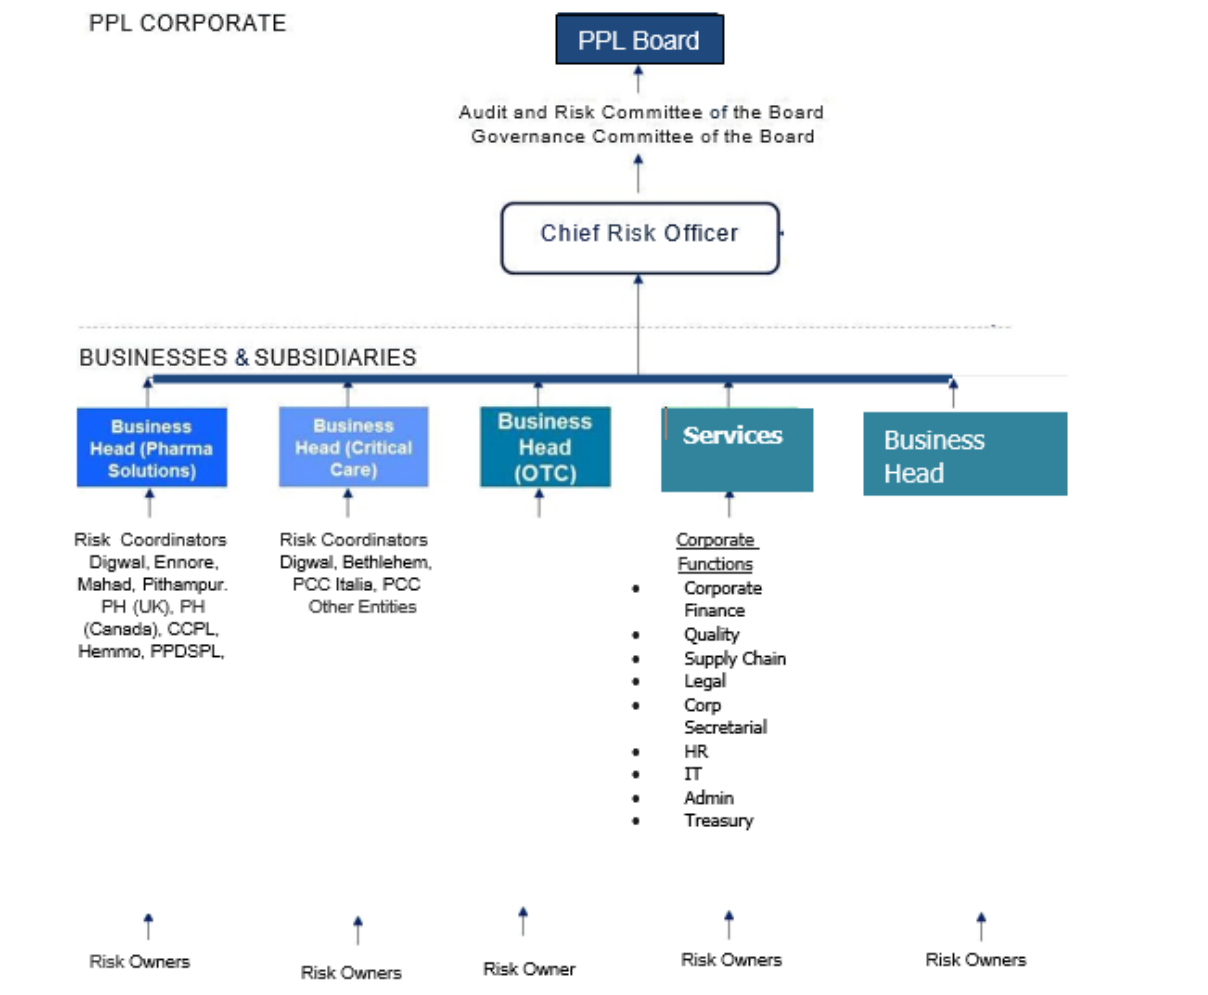 PPL CORPORATE
PPL Board
Audit and Risk Committee of the Board
Governance Committee of the Board
Chief Risk Officer
BUSINESSES & SUBSIDIARIES
Business
Head (Pharma
Solutions)
Business
Head (Critical
Care)
Business
Head
(OTC)
Services
Business
Head
Risk Coordinators
Digwal, Ennore,
Mahad, Pithampur.
PH (UK), PH
(Canada), CCPL,
Hemmo, PPDSPL,
Risk Coordinators
Digwal, Bethlehem,
PCC Italia, PCC
Other Entities
Corporate
Functions
• Corporate
Finance
• Quality
• Supply Chain
• Legal
• Corp
Secretarial
• HR
• IT
• Admin
• Treasury
Risk Owners
Risk Owners
Risk Owner
Risk Owners
Risk Owners